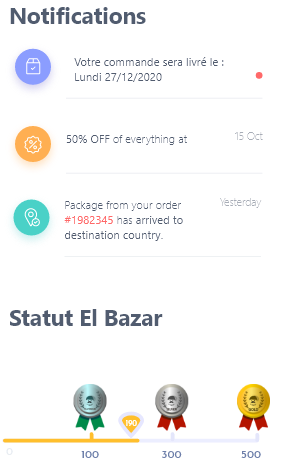 Notifications
Votre commande sera livré le :
Lundi 27/12/2020
50% OFF of everything at
15 Oct
Package from your order
Yesterday
#1982345 has arrived to
destination country.
Statut El Bazar
190
GOLD
0
100
300
500